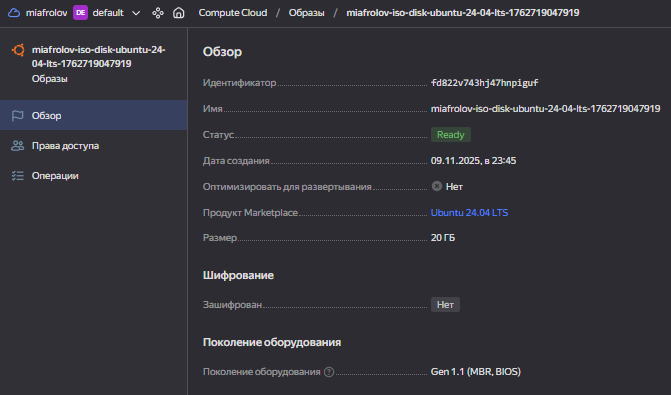 miafrolov DE default Compute Cloud / Образы / miafrolov-iso-disk-ubuntu-24-04-lts-1762719047919
miafrolov-iso-disk-ubuntu-24-
04-lts-1762719047919
Образы
Обзор
Права доступа
Операции
Обзор
Идентификатор fd822v743hj47hnpiguf
Имя miafrolov-iso-disk-ubuntu-24-04-lts-1762719047919
Статус Ready
Дата создания 09.11.2025, в 23:45
Оптимизировать для развертывания Нет
Продукт Marketplace Ubuntu 24.04 LTS
Размер 20 ГБ
Шифрование
Зашифрован Нет
Поколение оборудования
Поколение оборудования Gen 1.1 (MBR, BIOS)